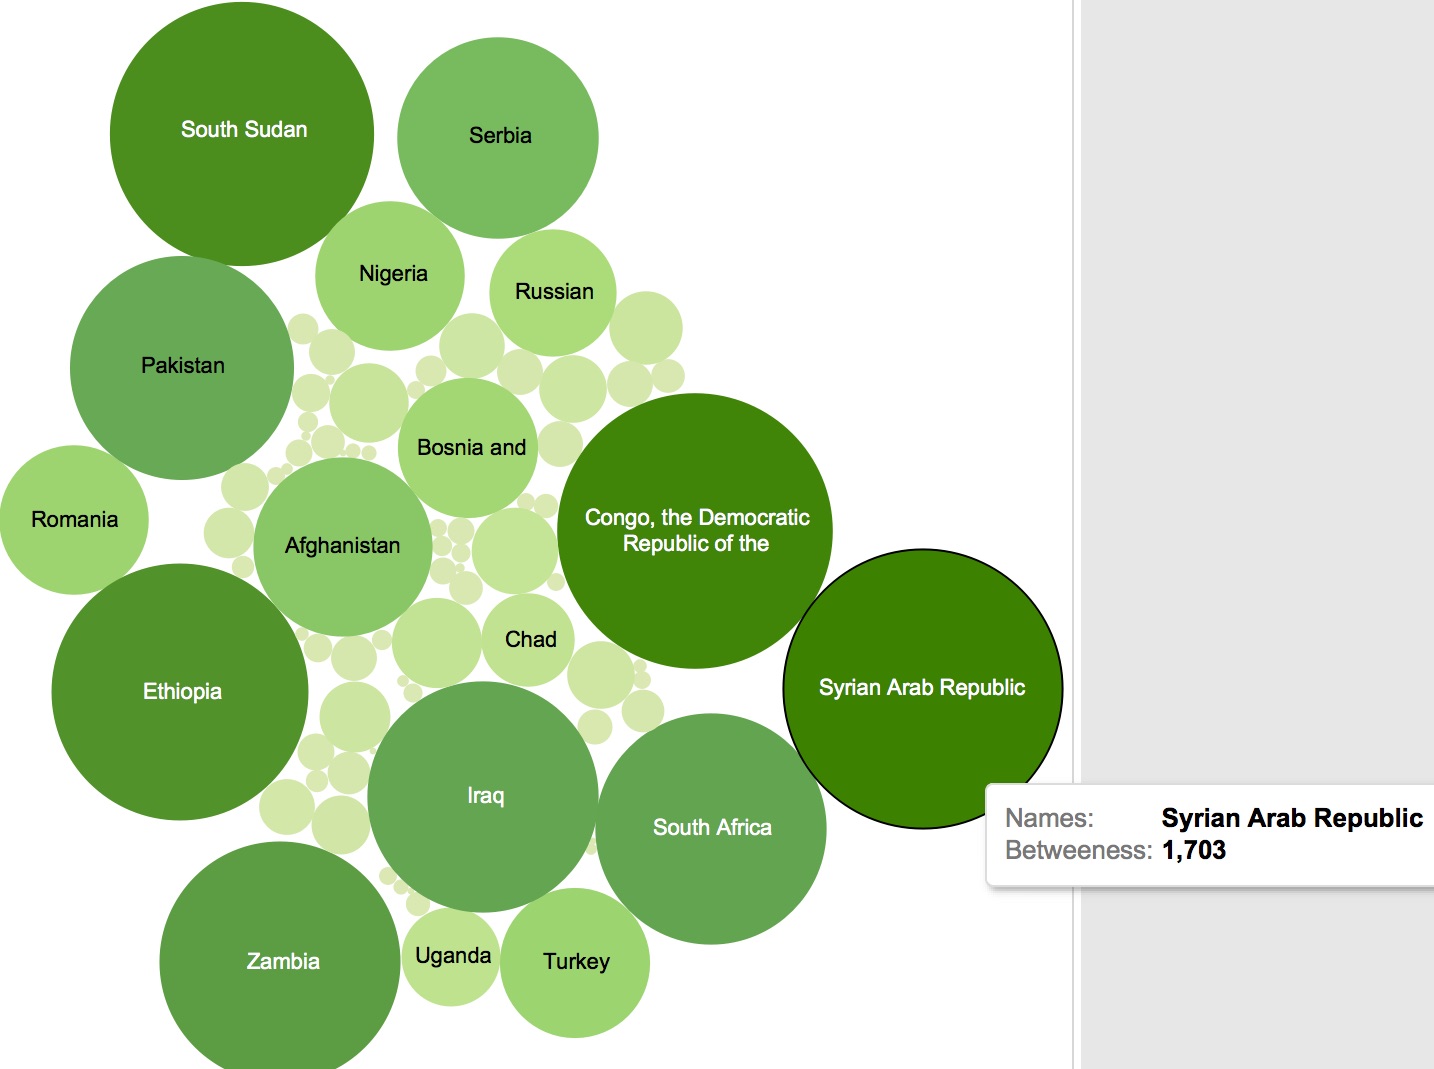 South Sudan
Serbia
Nigeria
Russian
Pakistan
Bosnia and
Romania
Afghanistan
Congo, the Democratic
Republic of the
Chad
Ethiopia
Syrian Arab Republic
Iraq
South Africa
Names: Syrian Arab Republic
Betweeness: 1,703
Uganda
Turkey
Zambia